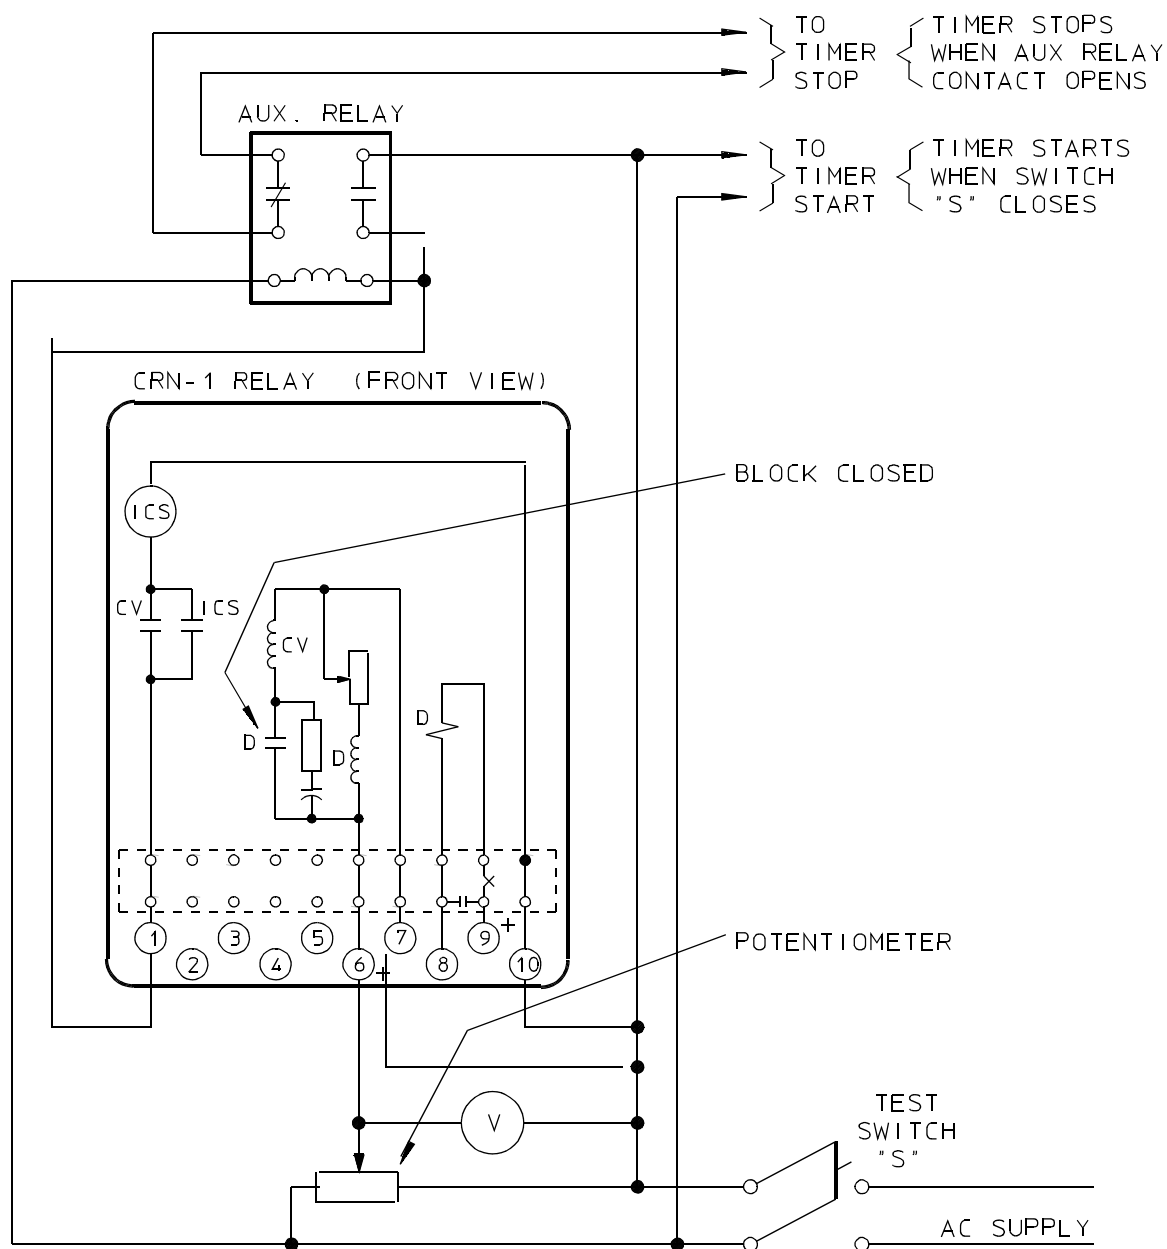 TO
TIMER
STOP
TIMER STOPS
WHEN AUX RELAY
CONTACT OPENS
AUX. RELAY
TO
TIMER
START
TIMER STARTS
WHEN SWITCH
"S" CLOSES
CRN-1 RELAY (FRONT VIEW)
BLOCK CLOSED
ICS
CV
ICS
CV
D
D
D
+
1
3
5
7
9
2
4
6
8
10
+
POTENTIOMETER
V
TEST
SWITCH
"S"
AC SUPPLY